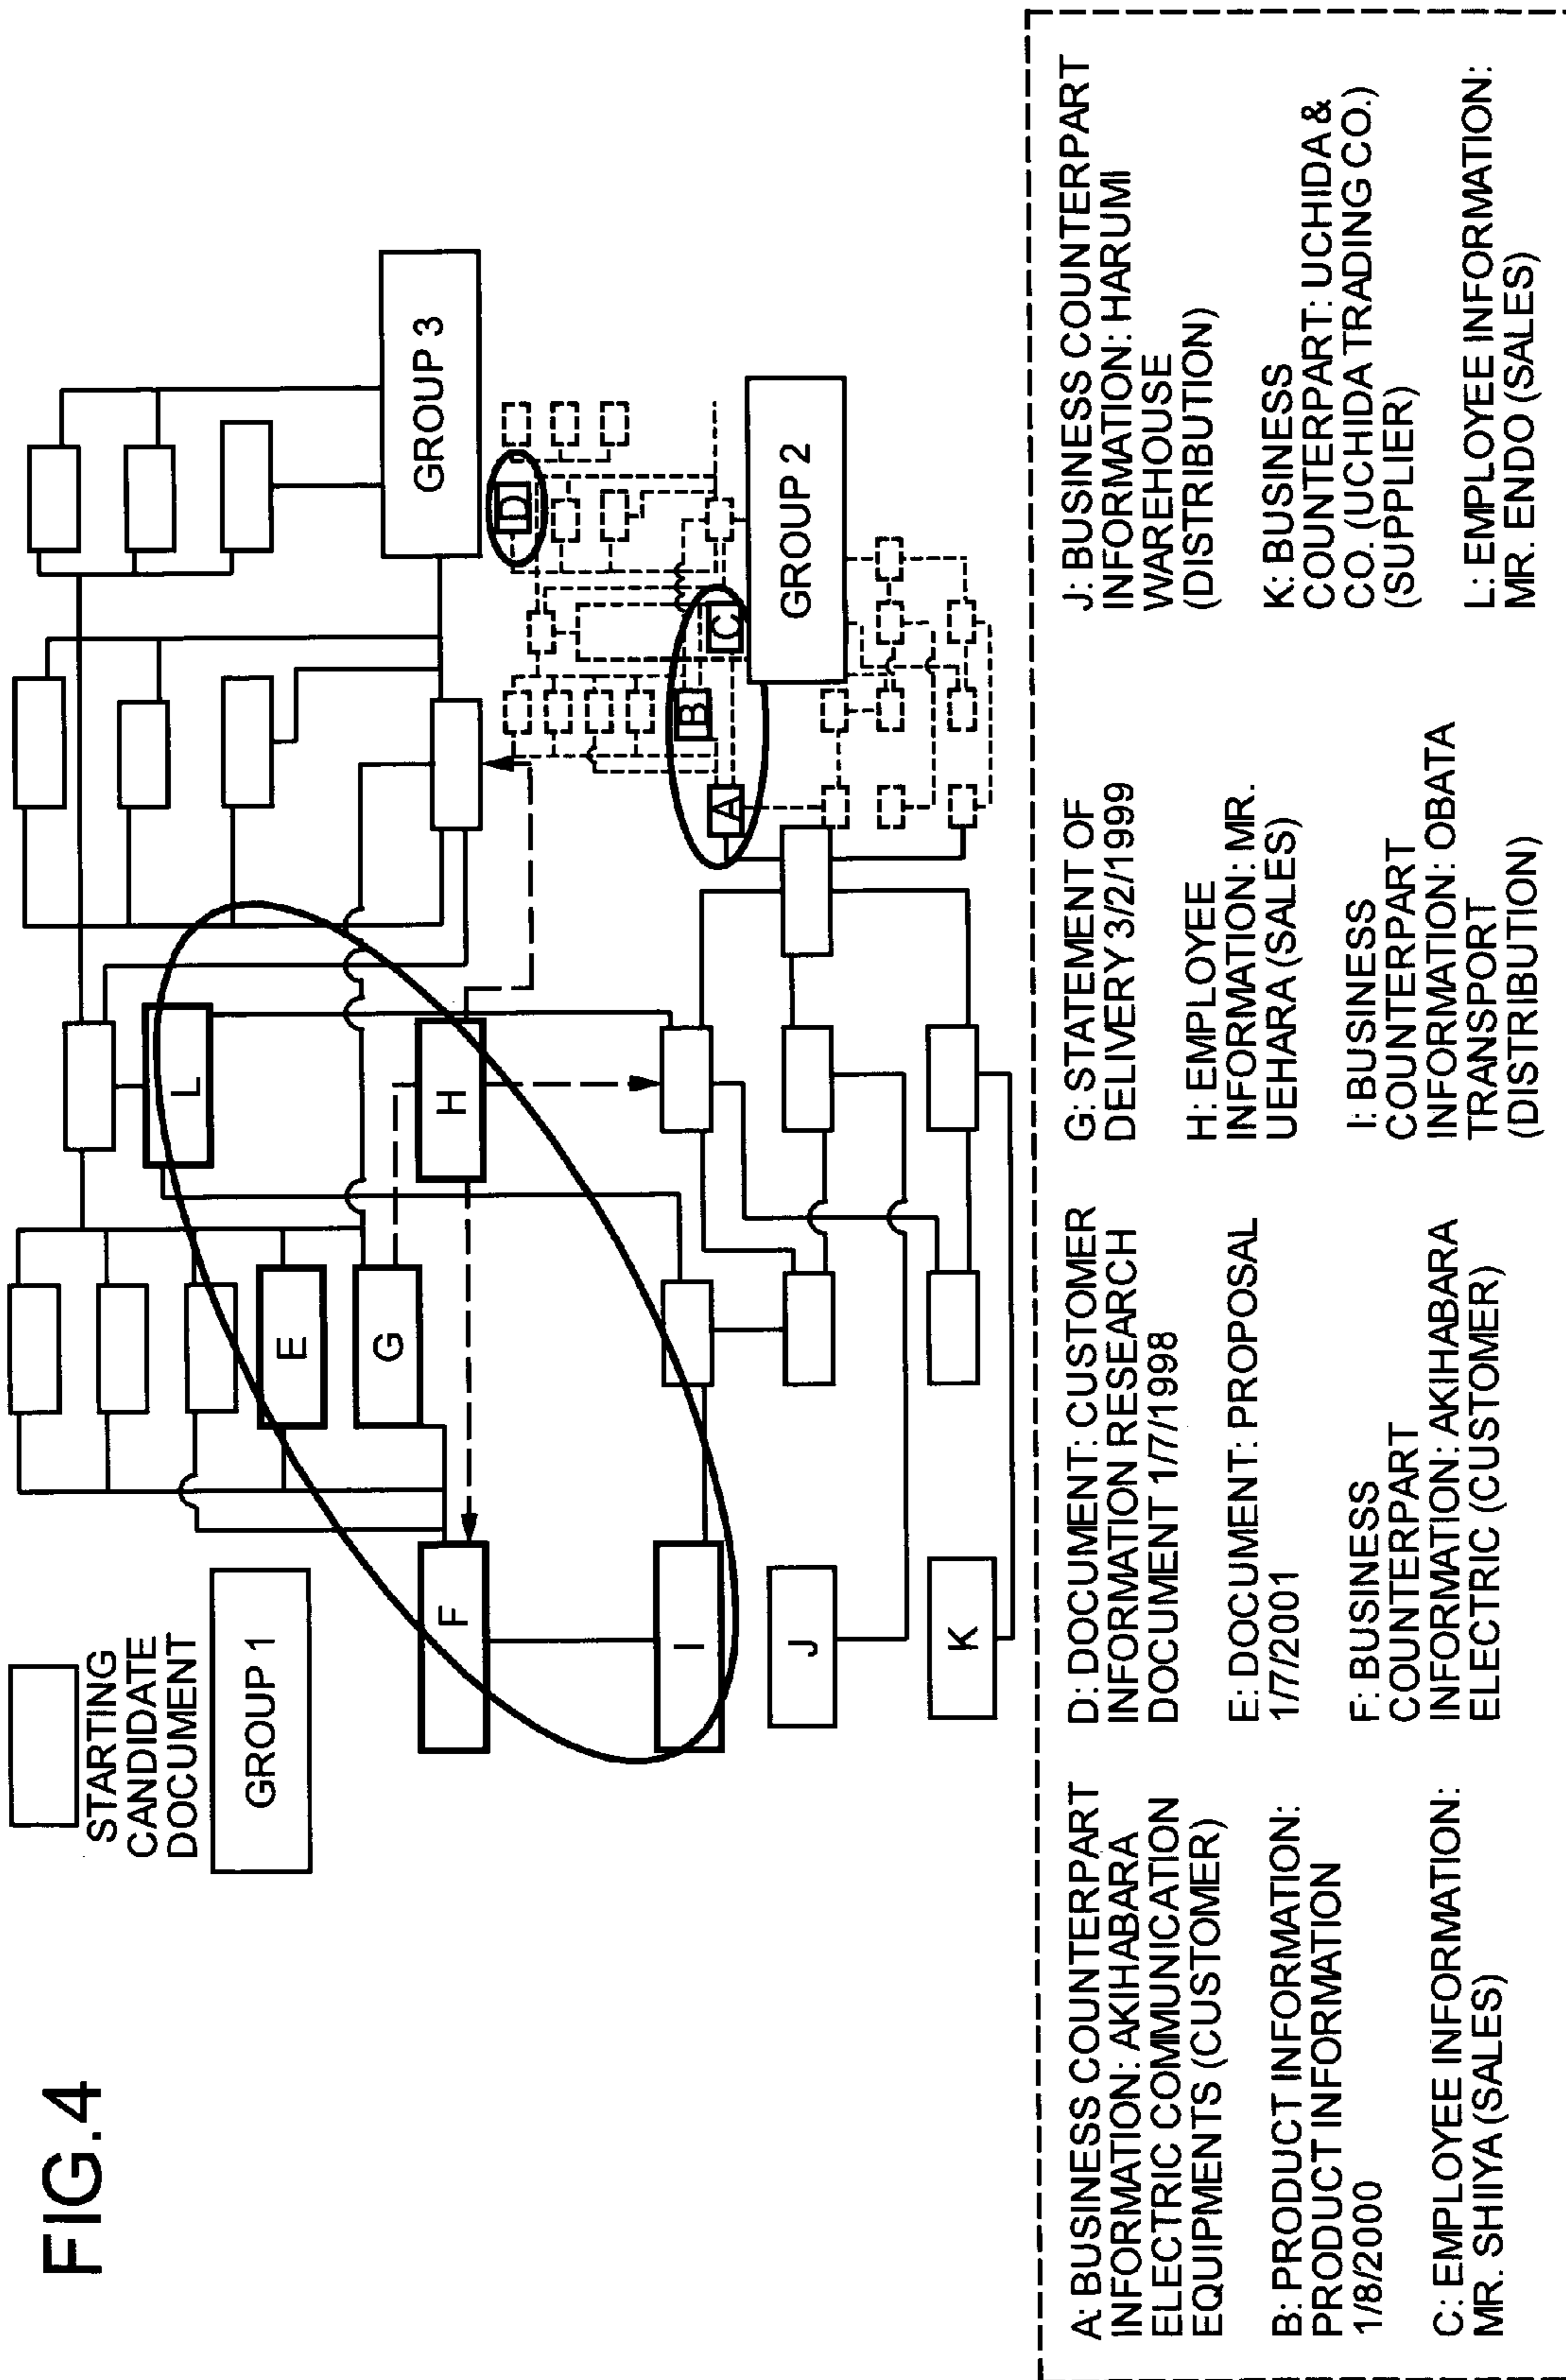 FIG.4
STARTING
CANDIDATE
DOCUMENT
GROUP 1
L
E
G
H
F
I
J
K
GROUP 3
D
C
B
A
GROUP 2
A: BUSINESS COUNTERPART
INFORMATION: AKIHABARA
ELECTRIC COMMUNICATION
EQUIPMENTS (CUSTOMER)
B: PRODUCT INFORMATION:
PRODUCT INFORMATION
1/8/2000
C: EMPLOYEE INFORMATION:
MR. SHIIYA (SALES)
D: DOCUMENT: CUSTOMER
INFORMATION RESEARCH
DOCUMENT 1/7/1998
E: DOCUMENT: PROPOSAL
1/7/2001
F: BUSINESS
COUNTERPART
INFORMATION: AKIHABARA
ELECTRIC (CUSTOMER)
G: STATEMENT OF
DELIVERY 3/2/1999
H: EMPLOYEE
INFORMATION: MR.
UEHARA (SALES)
I: BUSINESS
COUNTERPART
INFORMATION: OBATA
TRANSPORT
(DISTRIBUTION)
J: BUSINESS COUNTERPART
INFORMATION: HARUMI
WAREHOUSE
(DISTRIBUTION)
K: BUSINESS
COUNTERPART: UCHIDA &
CO. (UCHIDA TRADING CO.)
(SUPPLIER)
L: EMPLOYEE INFORMATION:
MR. ENDO (SALES)